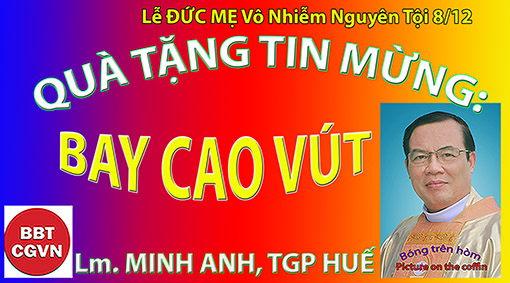 Lễ ĐỨC MẸ Vô Nhiễm Nguyên Tội 8/12
QUÀ TẶNG TIN MỪNG:
BAY CAO VÚT
Bóng trên hòm
Picture on the coffin
BBT
CGVN
Lm. MINH ANH, TGP HUẾ